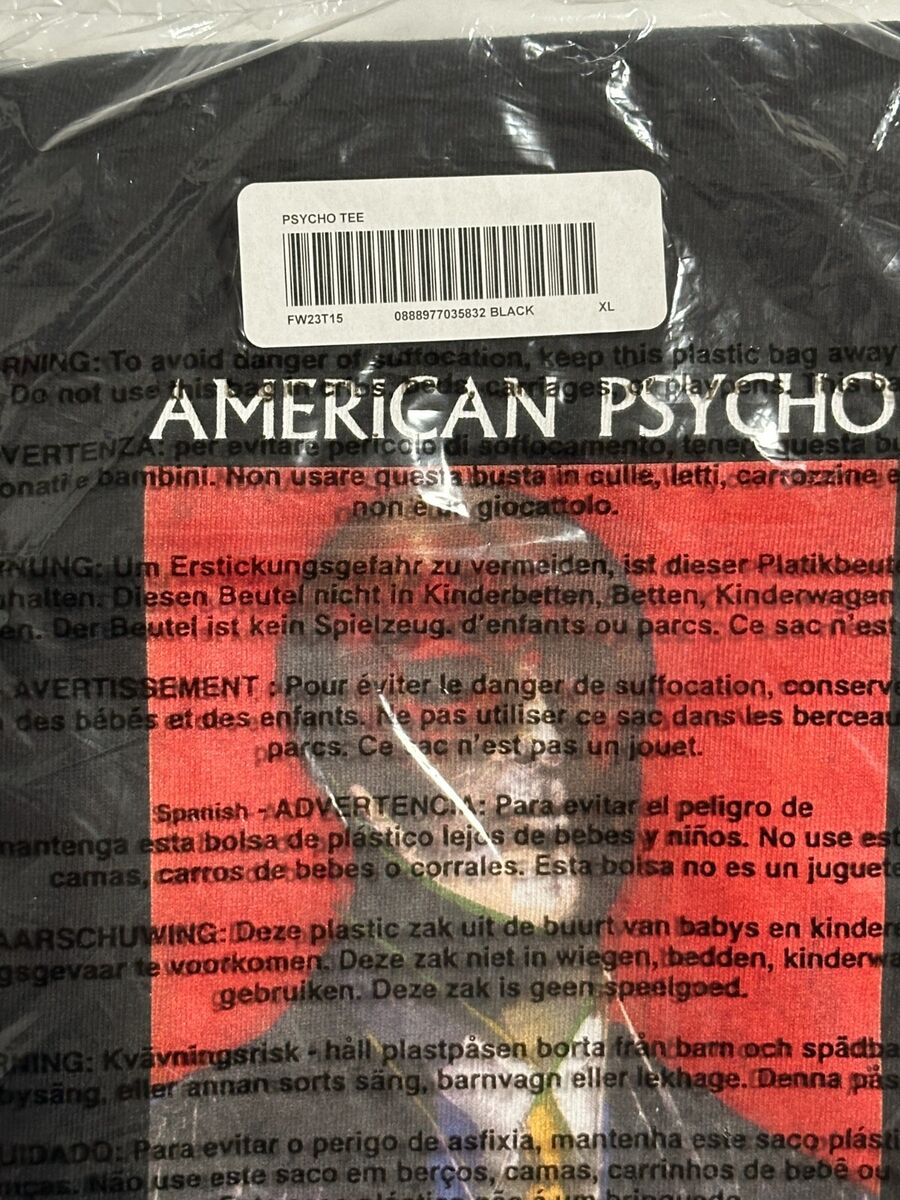 PSYCHO TEE
FW23T15 0888977035832 BLACK XL
RNING: To avoid danger of suffocation, keep this plastic bag away
Do not use this bag in cribs, beds, carriages, or playpens. This ba
AMERICAN PSYCHO
VERTENZA: per evitare pericolo di soffocamento, tenere questa bu
onati e bambini. Non usare questa busta in culle, letti, carrozzine e
non è un giocattolo.
RNUNG: Um Erstickungsgefahr zu vermeiden, ist dieser Platikbeut
uhalten. Diesen Beutel nicht in Kinderbetten, Betten, Kinderwagen
en. Der Beutel ist kein Spielzeug. d'enfants ou parcs. Ce sac n'est
AVERTISSEMENT : Pour éviter le danger de suffocation, conserve
des bébés et des enfants. Ne pas utiliser ce sac dans les berceau
parcs. Ce sac n'est pas un jouet.
Spanish - ADVERTENCIA: Para evitar el peligro de
mantenga esta bolsa de plástico lejos de bebes y niños. No use est
camas, carros de bebes o corrales. Esta bolsa no es un juguete
AARSCHUWING: Deze plastic zak uit de buurt van babys en kindere
gsgevaar te voorkomen. Deze zak niet in wiegen, bedden, kinderwa
gebruiken. Deze zak is geen speelgoed.
RNING: Kvävningsrisk - håll plastpåsen borta från barn och spädba
bysäng, eller annan sorts säng, barnvagn eller lekhage. Denna pås
UIDADO: Para evitar o perigo de asfixia, mantenha este saco plásti
nças. Não use este saco em berços, camas, carrinhos de bebê ou